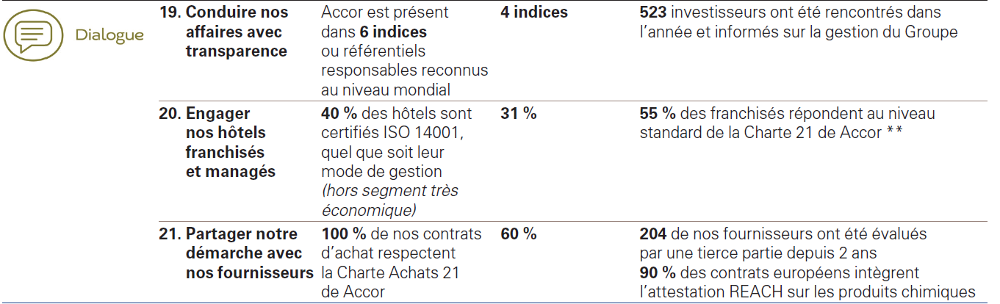 Dialogue
19. Conduire nos
affaires avec
transparence
Accor est présent
dans 6 indices
ou référentiels
responsables reconnus
au niveau mondial
4 indices
523 investisseurs ont été rencontrés dans
l’année et informés sur la gestion du Groupe
20. Engager
nos hôtels
franchisés
et managés
40 % des hôtels sont
certifiés ISO 14001,
quel que soit leur
mode de gestion
(hors segment très
économique)
31 %
55 % des franchisés répondent au niveau
standard de la Charte 21 de Accor **
21. Partager notre
démarche avec
nos fournisseurs
100 % de nos contrats
d’achat respectent
la Charte Achats 21
de Accor
60 %
204 de nos fournisseurs ont été évalués
par une tierce partie depuis 2 ans
90 % des contrats européens intègrent
l’attestation REACH sur les produits chimiques